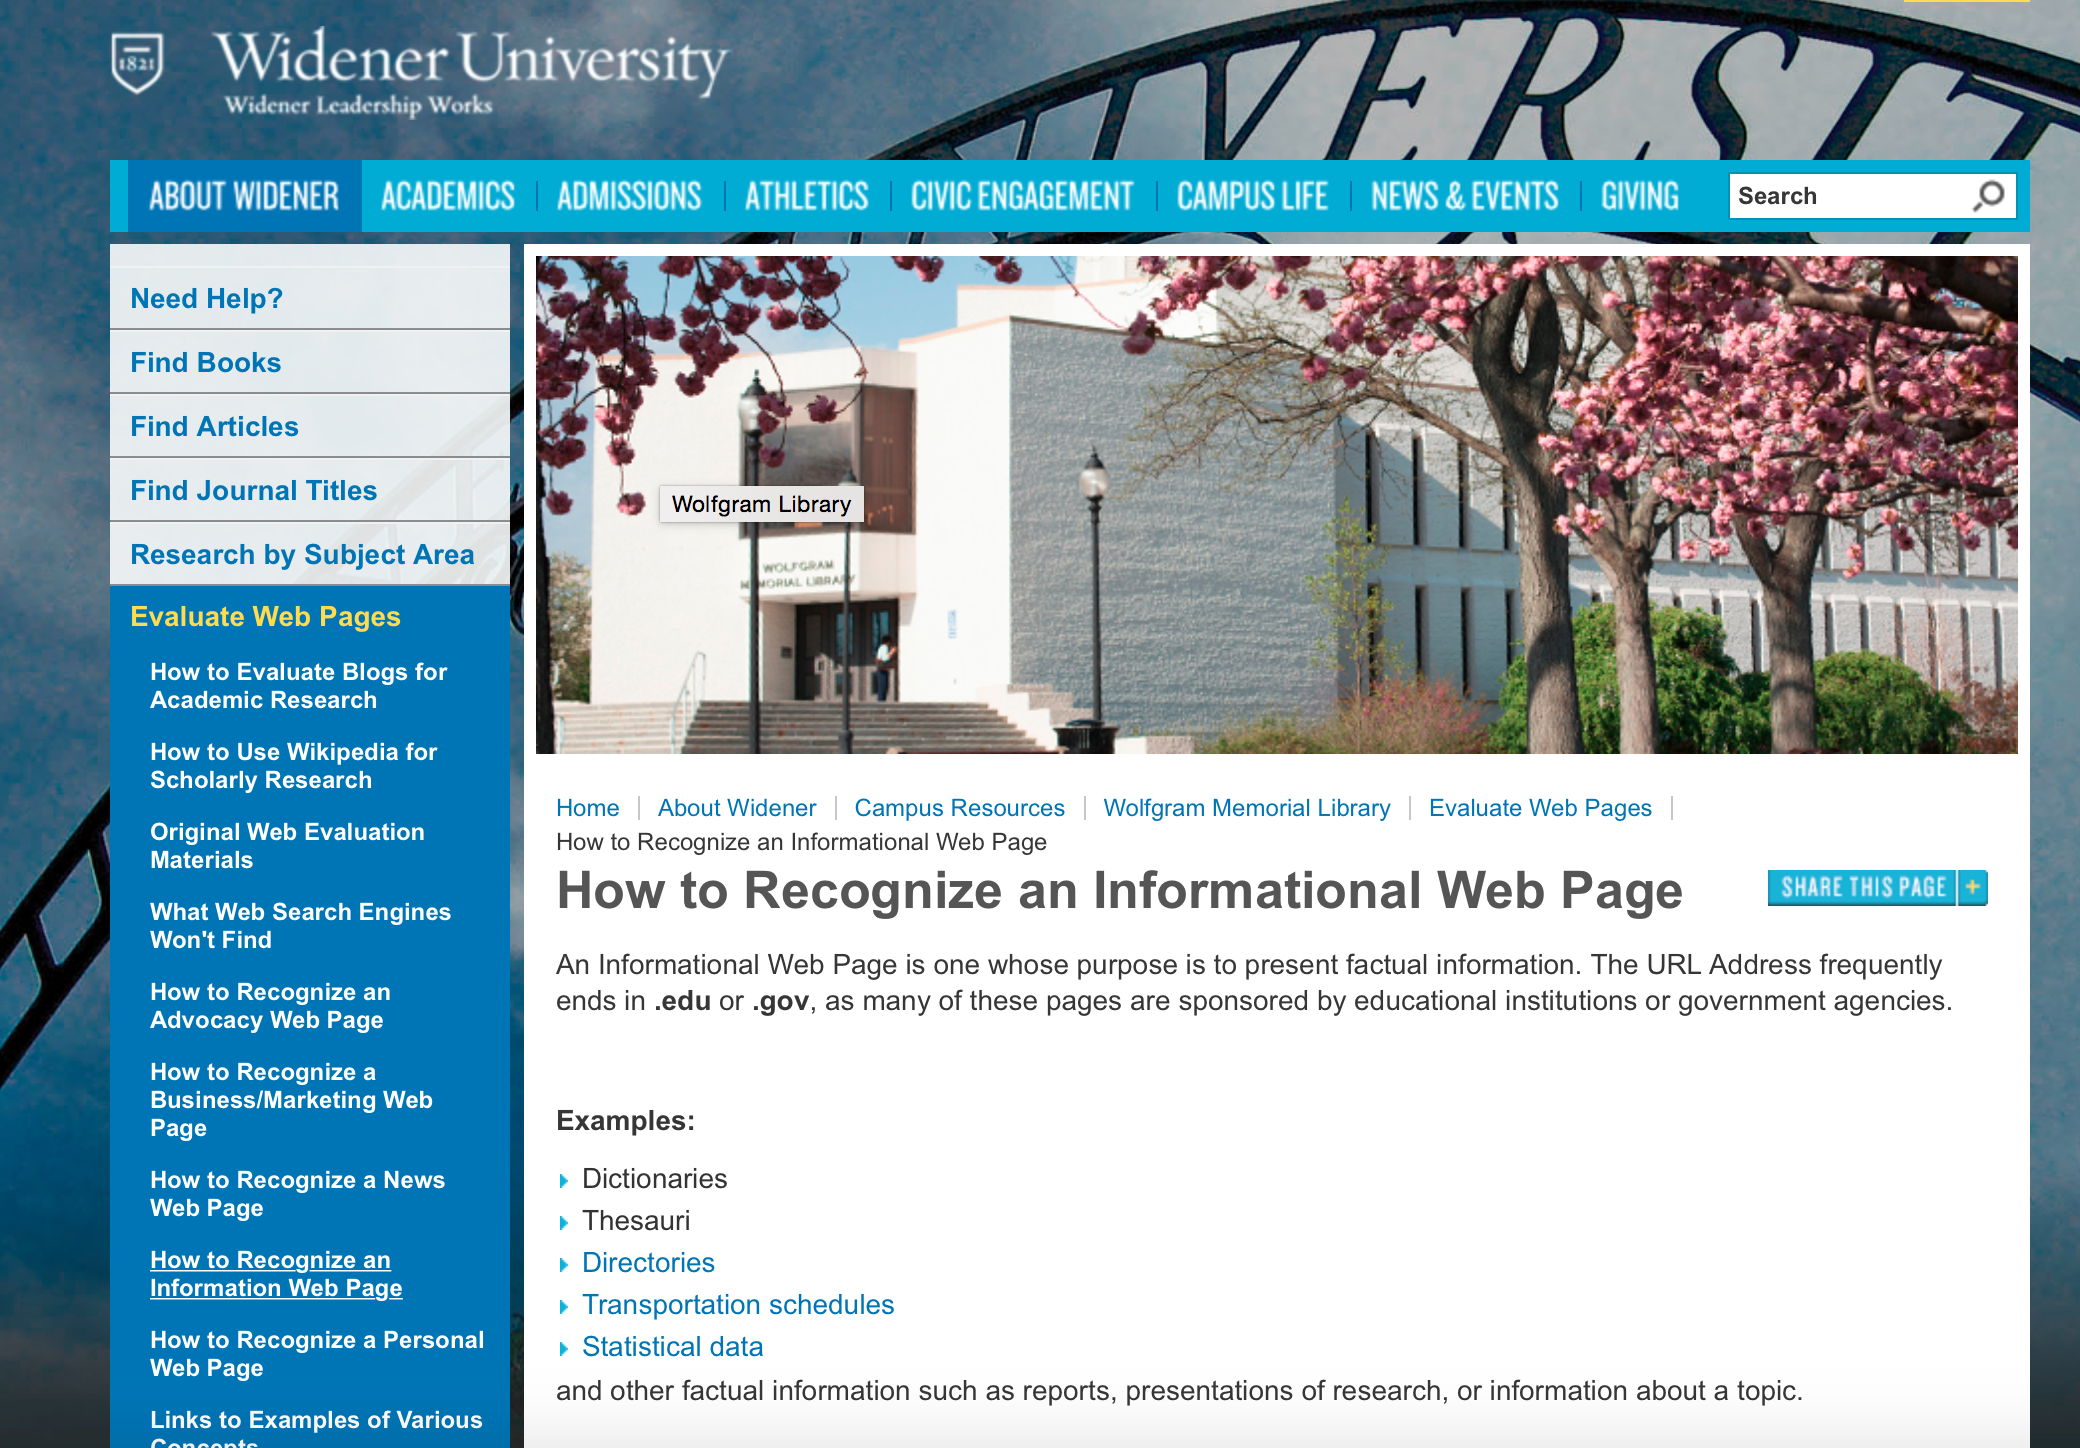 1821
Widener University
Widener Leadership Works
UNIVERSIT
ABOUT WIDENER
ACADEMICS
ADMISSIONS
ATHLETICS
CIVIC ENGAGEMENT
CAMPUS LIFE
NEWS & EVENTS
GIVING
Search
Need Help?
Find Books
Find Articles
Find Journal Titles
Research by Subject Area
Evaluate Web Pages
How to Evaluate Blogs for
Academic Research
How to Use Wikipedia for
Scholarly Research
Original Web Evaluation
Materials
What Web Search Engines
Won't Find
How to Recognize an
Advocacy Web Page
How to Recognize a
Business/Marketing Web
Page
How to Recognize a News
Web Page
How to Recognize an
Information Web Page
How to Recognize a Personal
Web Page
Links to Examples of Various
Concepts
Wolfgram Library
WOLFGRAM
MEMORIAL LIBRARY
Home | About Widener | Campus Resources | Wolfgram Memorial Library | Evaluate Web Pages |
How to Recognize an Informational Web Page
How to Recognize an Informational Web Page
SHARE THIS PAGE +
An Informational Web Page is one whose purpose is to present factual information. The URL Address frequently
ends in .edu or .gov, as many of these pages are sponsored by educational institutions or government agencies.
Examples:
Dictionaries
Thesauri
Directories
Transportation schedules
Statistical data
and other factual information such as reports, presentations of research, or information about a topic.